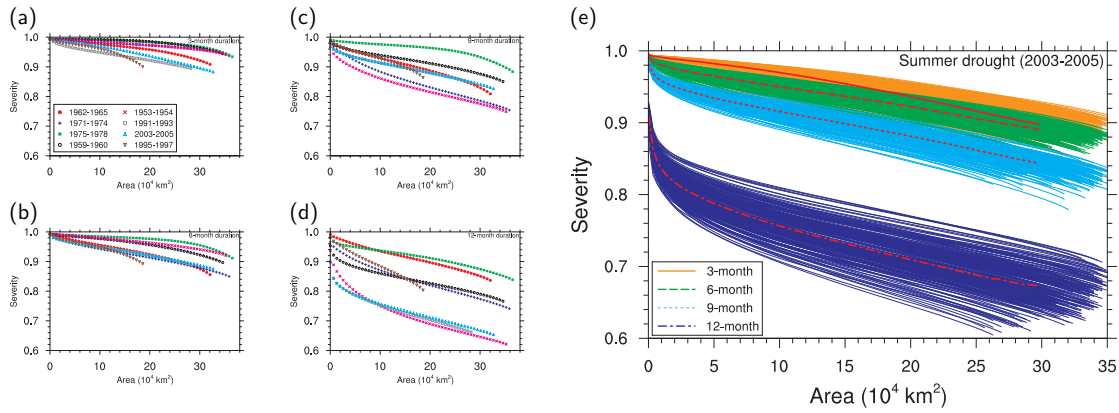 (a)
3-month duration
1.0
0.9
0.8
0.7
0.6
Severity
1962-1965
1971-1974
1975-1978
1959-1960
1953-1954
1991-1993
2003-2005
1995-1997
0 10 20 30
Area (10⁴ km²)
(b)
6-month duration
1.0
0.9
0.8
0.7
0.6
Severity
0 10 20 30
Area (10⁴ km²)
(c)
9-month duration
1.0
0.9
0.8
0.7
0.6
Severity
0 10 20 30
Area (10⁴ km²)
(d)
12-month duration
1.0
0.9
0.8
0.7
0.6
Severity
0 10 20 30
Area (10⁴ km²)
(e)
Summer drought (2003-2005)
1.0
0.9
0.8
0.7
0.6
Severity
3-month
6-month
9-month
12-month
0 5 10 15 20 25 30 35
Area (10⁴ km²)